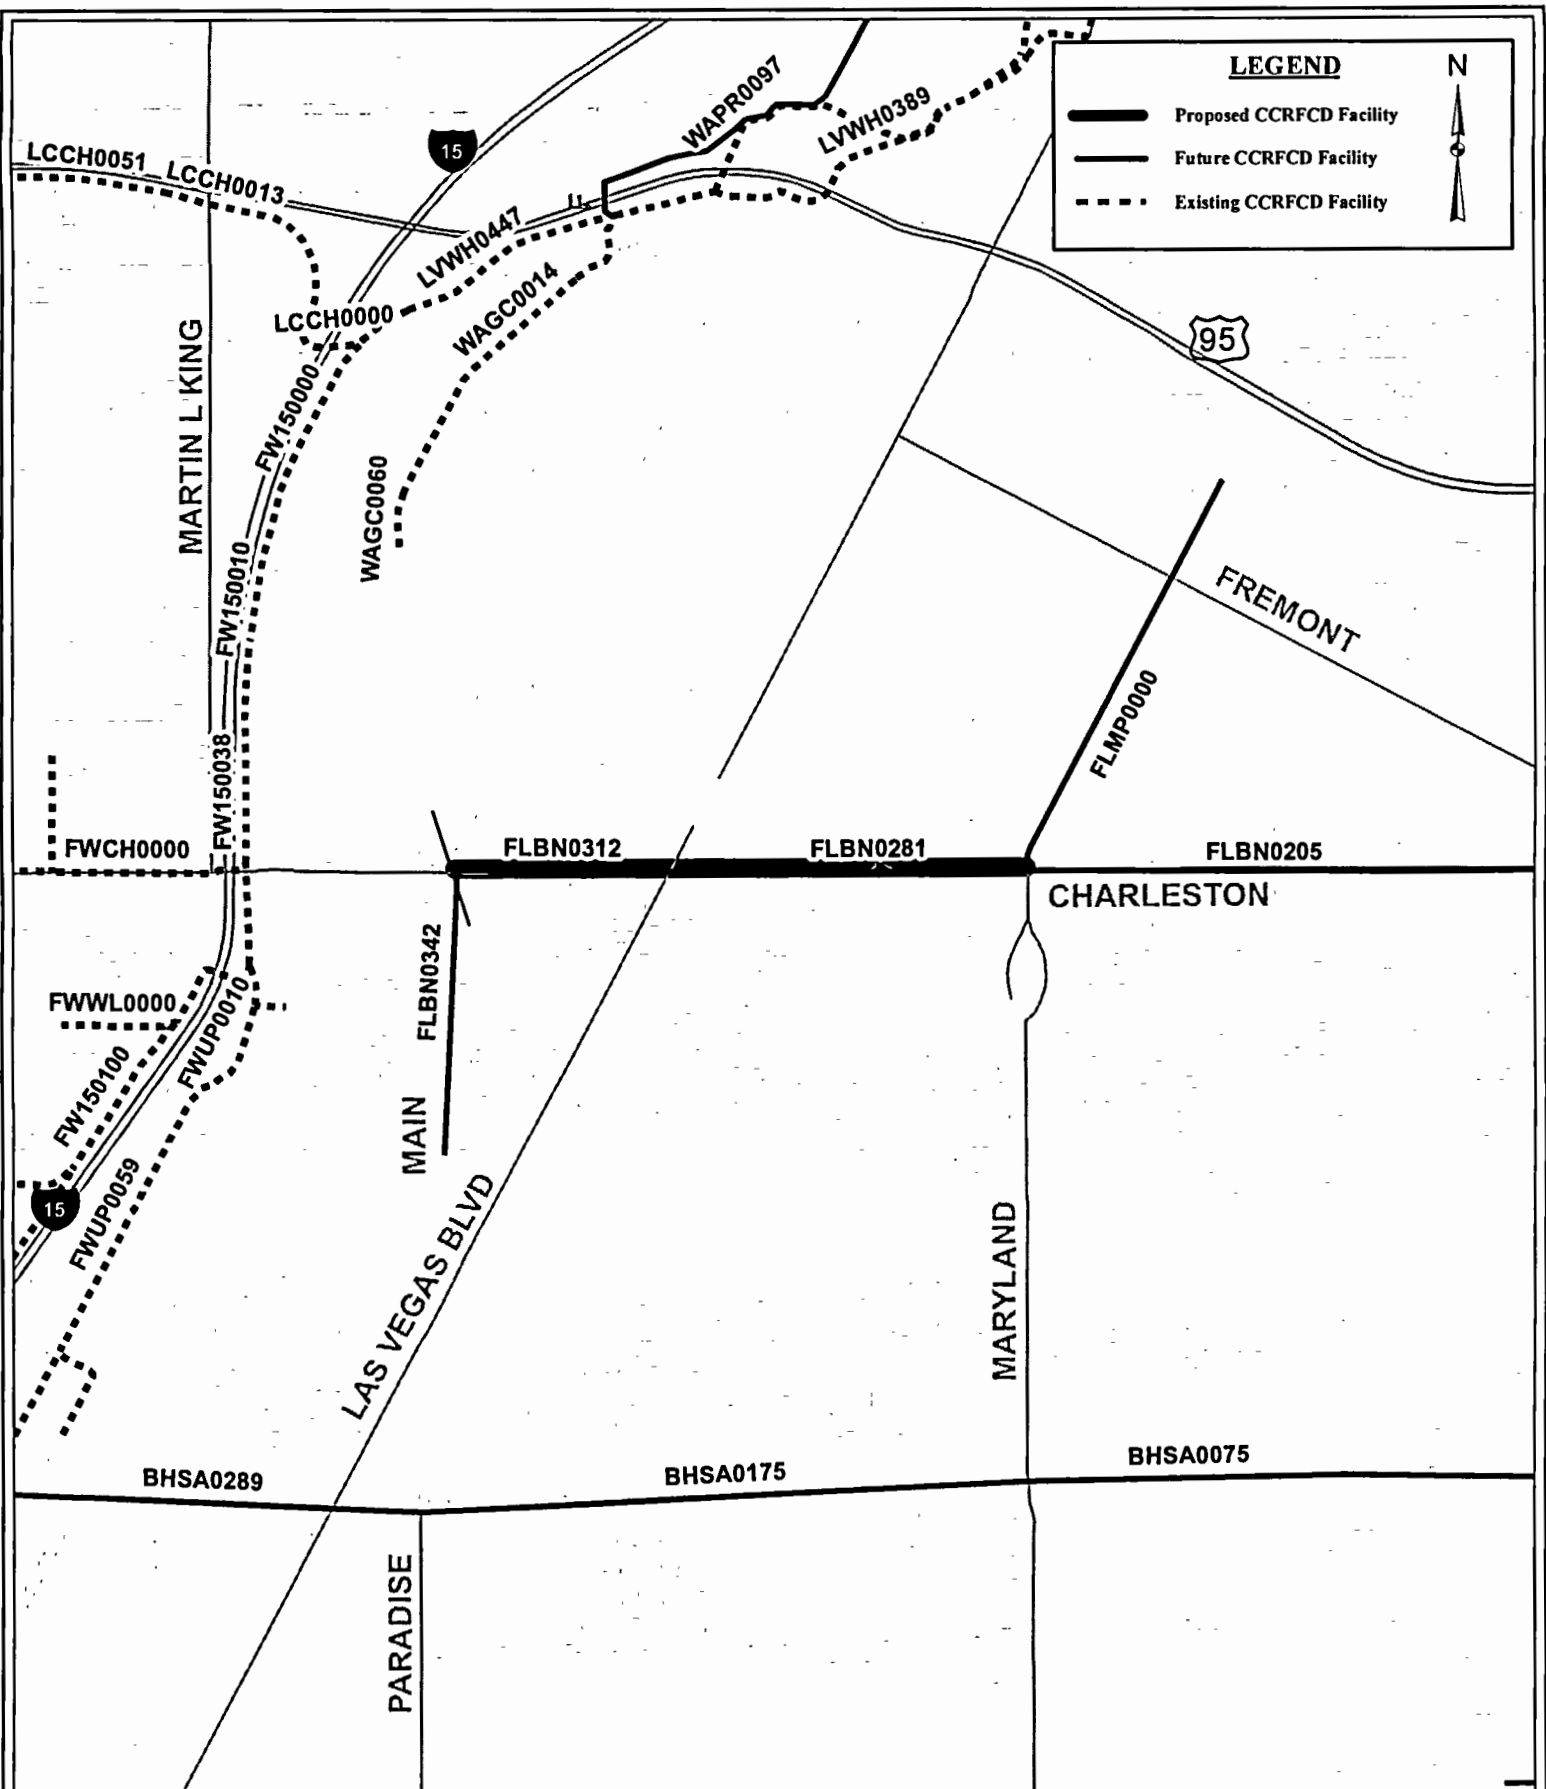 LEGEND
N
Proposed CCRFCD Facility
Future CCRFCD Facility
Existing CCRFCD Facility
WAPR0097
LVWH0389
15
LCCH0051
LCCH0013
LVWH0447
WAGC0014
LCCH0000
95
MARTIN L KING
FW150000
WAGC0060
FW150010
FREMONT
FLMP0000
FW150038
FWCH0000
FLBN0312
FLBN0281
FLBN0205
CHARLESTON
FLBN0342
FWWL0000
FWUP0010
FW150100
MAIN
15
FWUP0059
LAS VEGAS BLVD
MARYLAND
BHSA0289
BHSA0175
BHSA0075
PARADISE